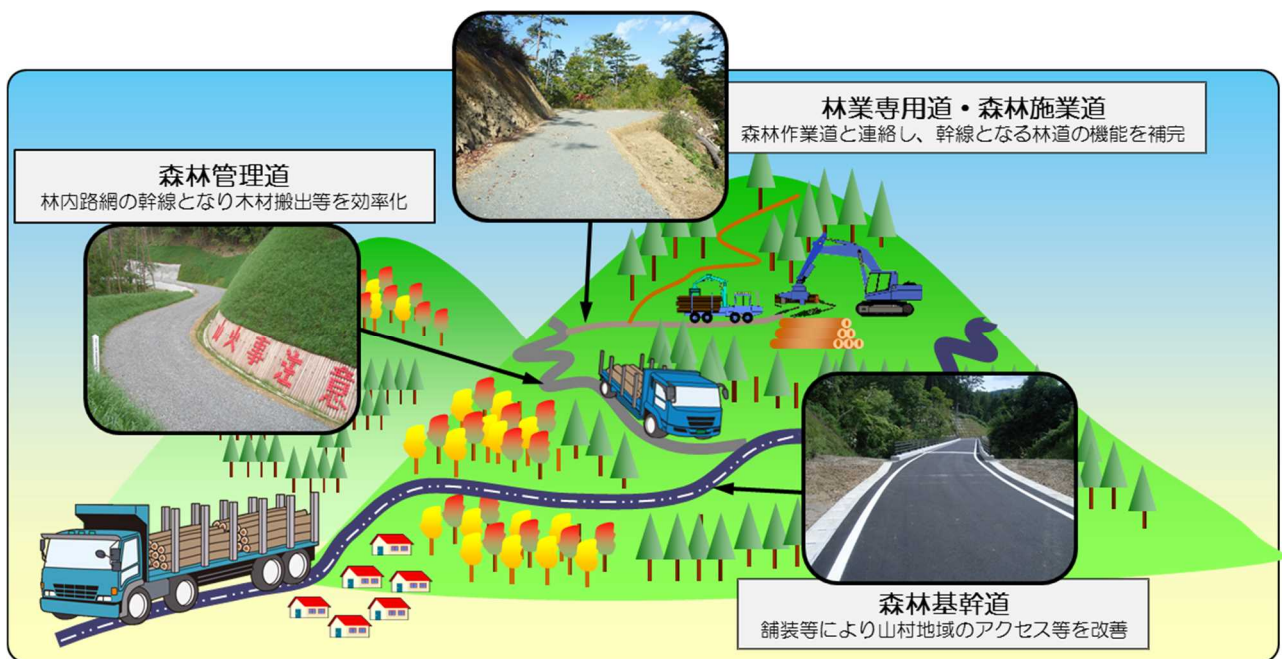 林業専用道・森林施業道
森林作業道と連絡し、幹線となる林道の機能を補完
森林管理道
林内路網の幹線となり木材搬出等を効率化
山火事注意
森林基幹道
舗装等により山村地域のアクセス等を改善